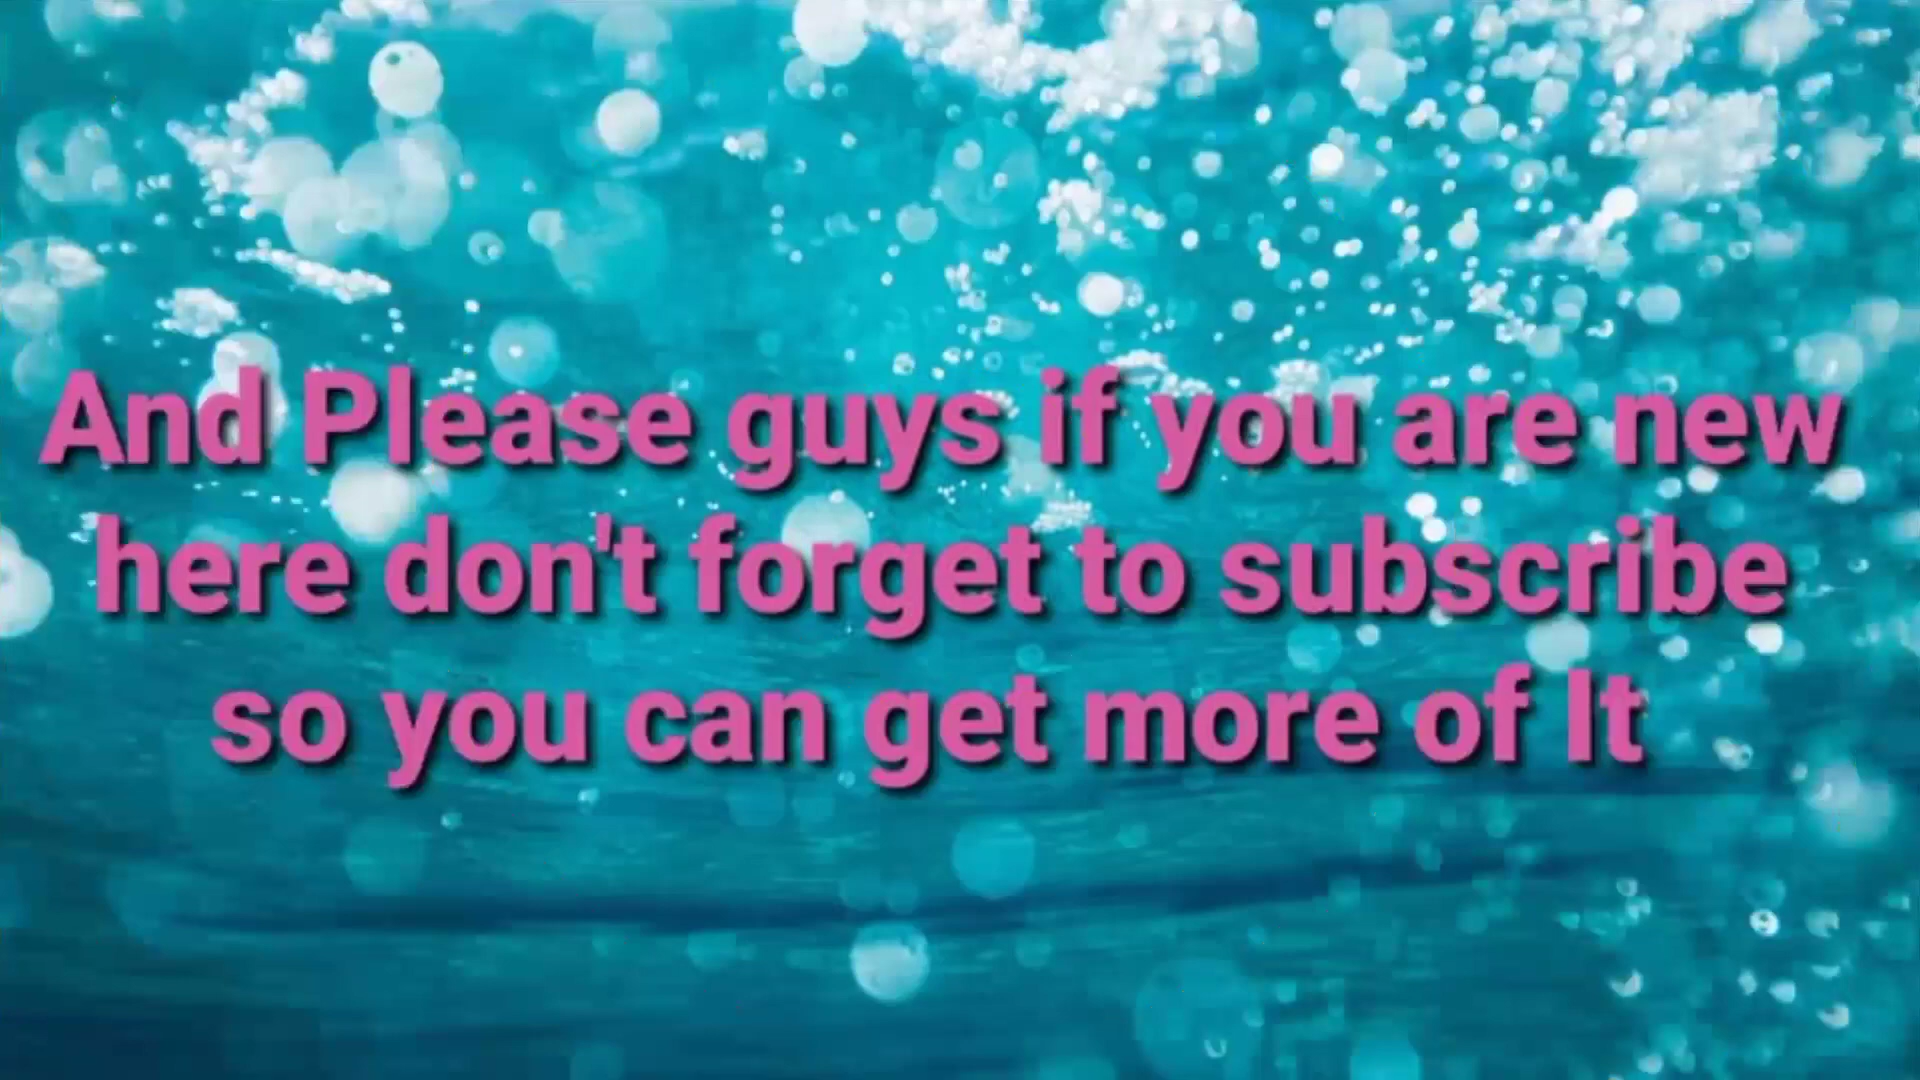 And Please guys if you are new
here don't forget to subscribe
so you can get more of It